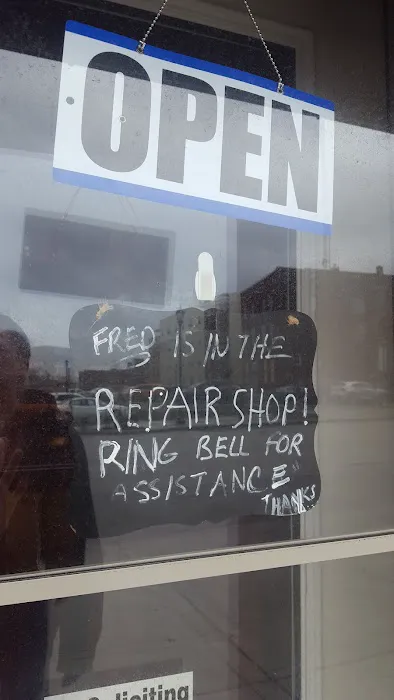 OPEN
FRED IS IN THE
REPAIR SHOP!
RING BELL FOR
ASSISTANCE"
THANKS